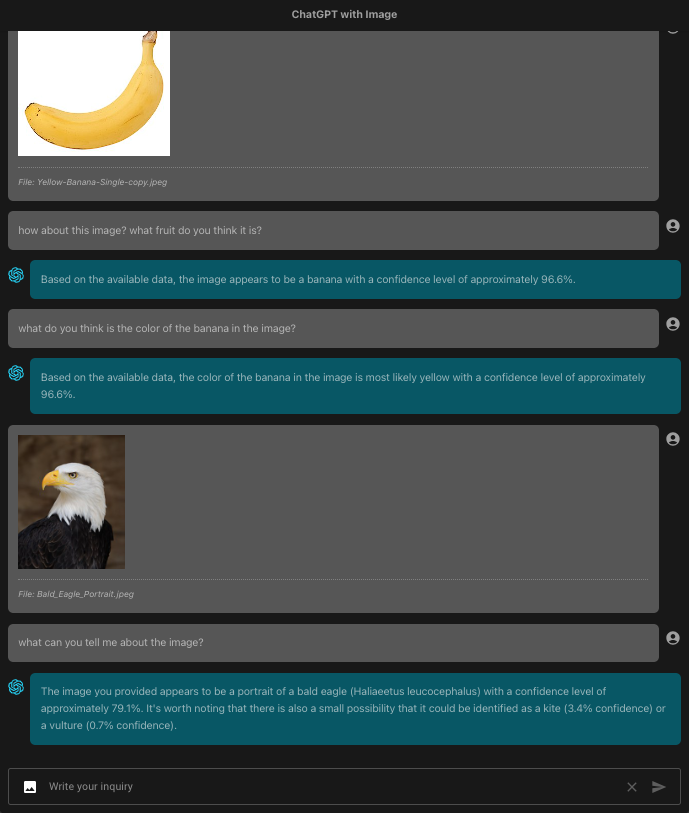 ChatGPT with Image
File: Yellow-Banana-Single-copy.jpeg
how about this image? what fruit do you think it is?
Based on the available data, the image appears to be a banana with a confidence level of approximately 96.6%.
what do you think is the color of the banana in the image?
Based on the available data, the color of the banana in the image is most likely yellow with a confidence level of approximately
96.6%.
File: Bald_Eagle_Portrait.jpeg
what can you tell me about the image?
The image you provided appears to be a portrait of a bald eagle (Haliaeetus leucocephalus) with a confidence level of
approximately 79.1%. It's worth noting that there is also a small possibility that it could be identified as a kite (3.4% confidence) or
a vulture (0.7% confidence).
Write your inquiry